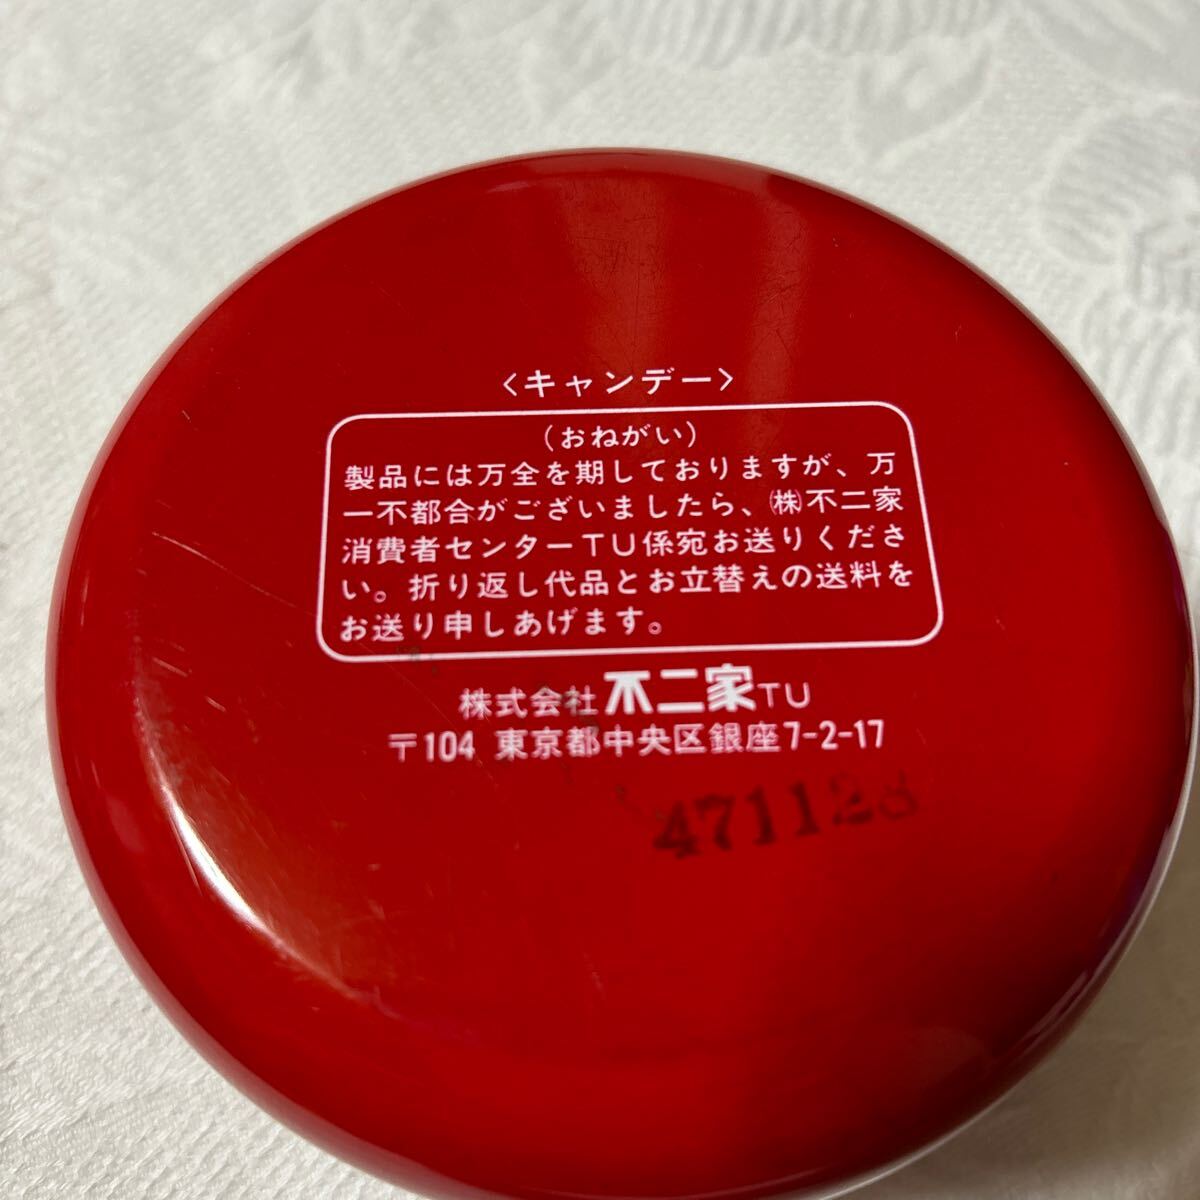 〈キャンデー〉
(おねがい)
製品には万全を期しておりますが、万
一不都合がございましたら、㈱不二家
消費者センターTU係宛お送りくださ
い。折り返し代品とお立替えの送料を
お送り申しあげます。
株式会社不二家TU
〒104 東京都中央区銀座7-2-17
471128